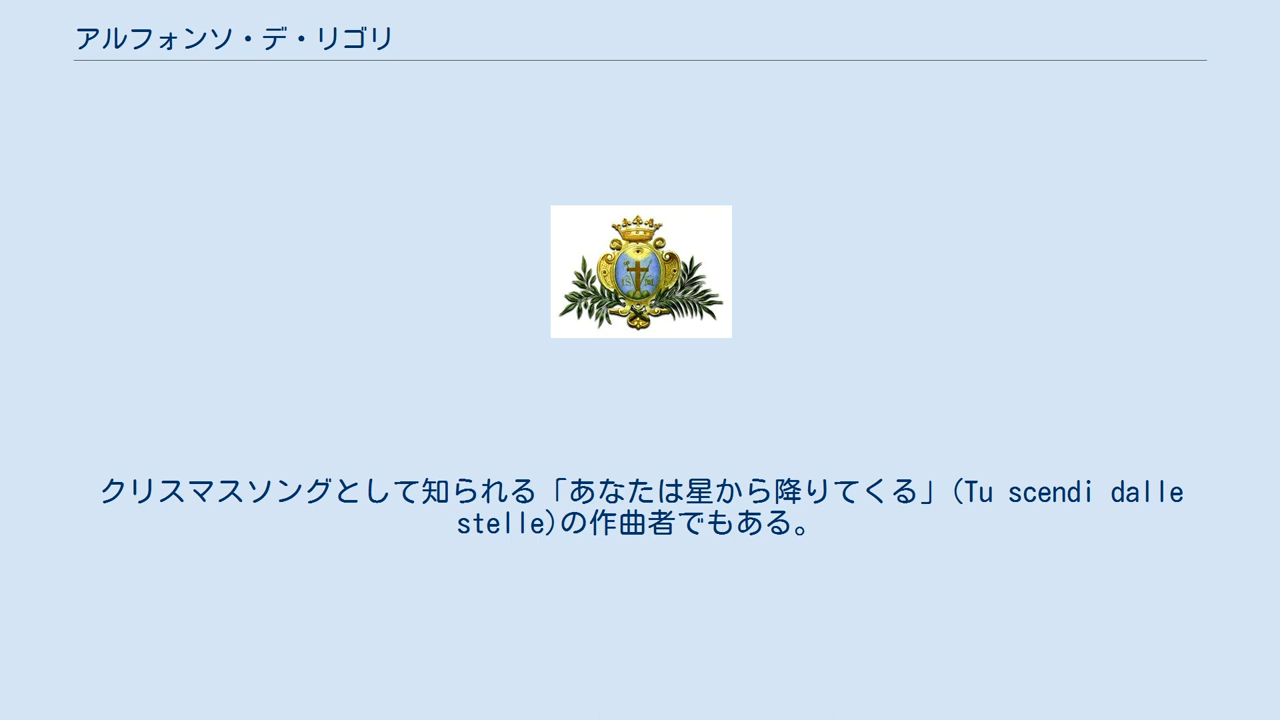 アルフォンソ・デ・リゴリ
クリスマスソングとして知られる「あなたは星から降りてくる」(Tu scendi dalle
stelle)の作曲者でもある。